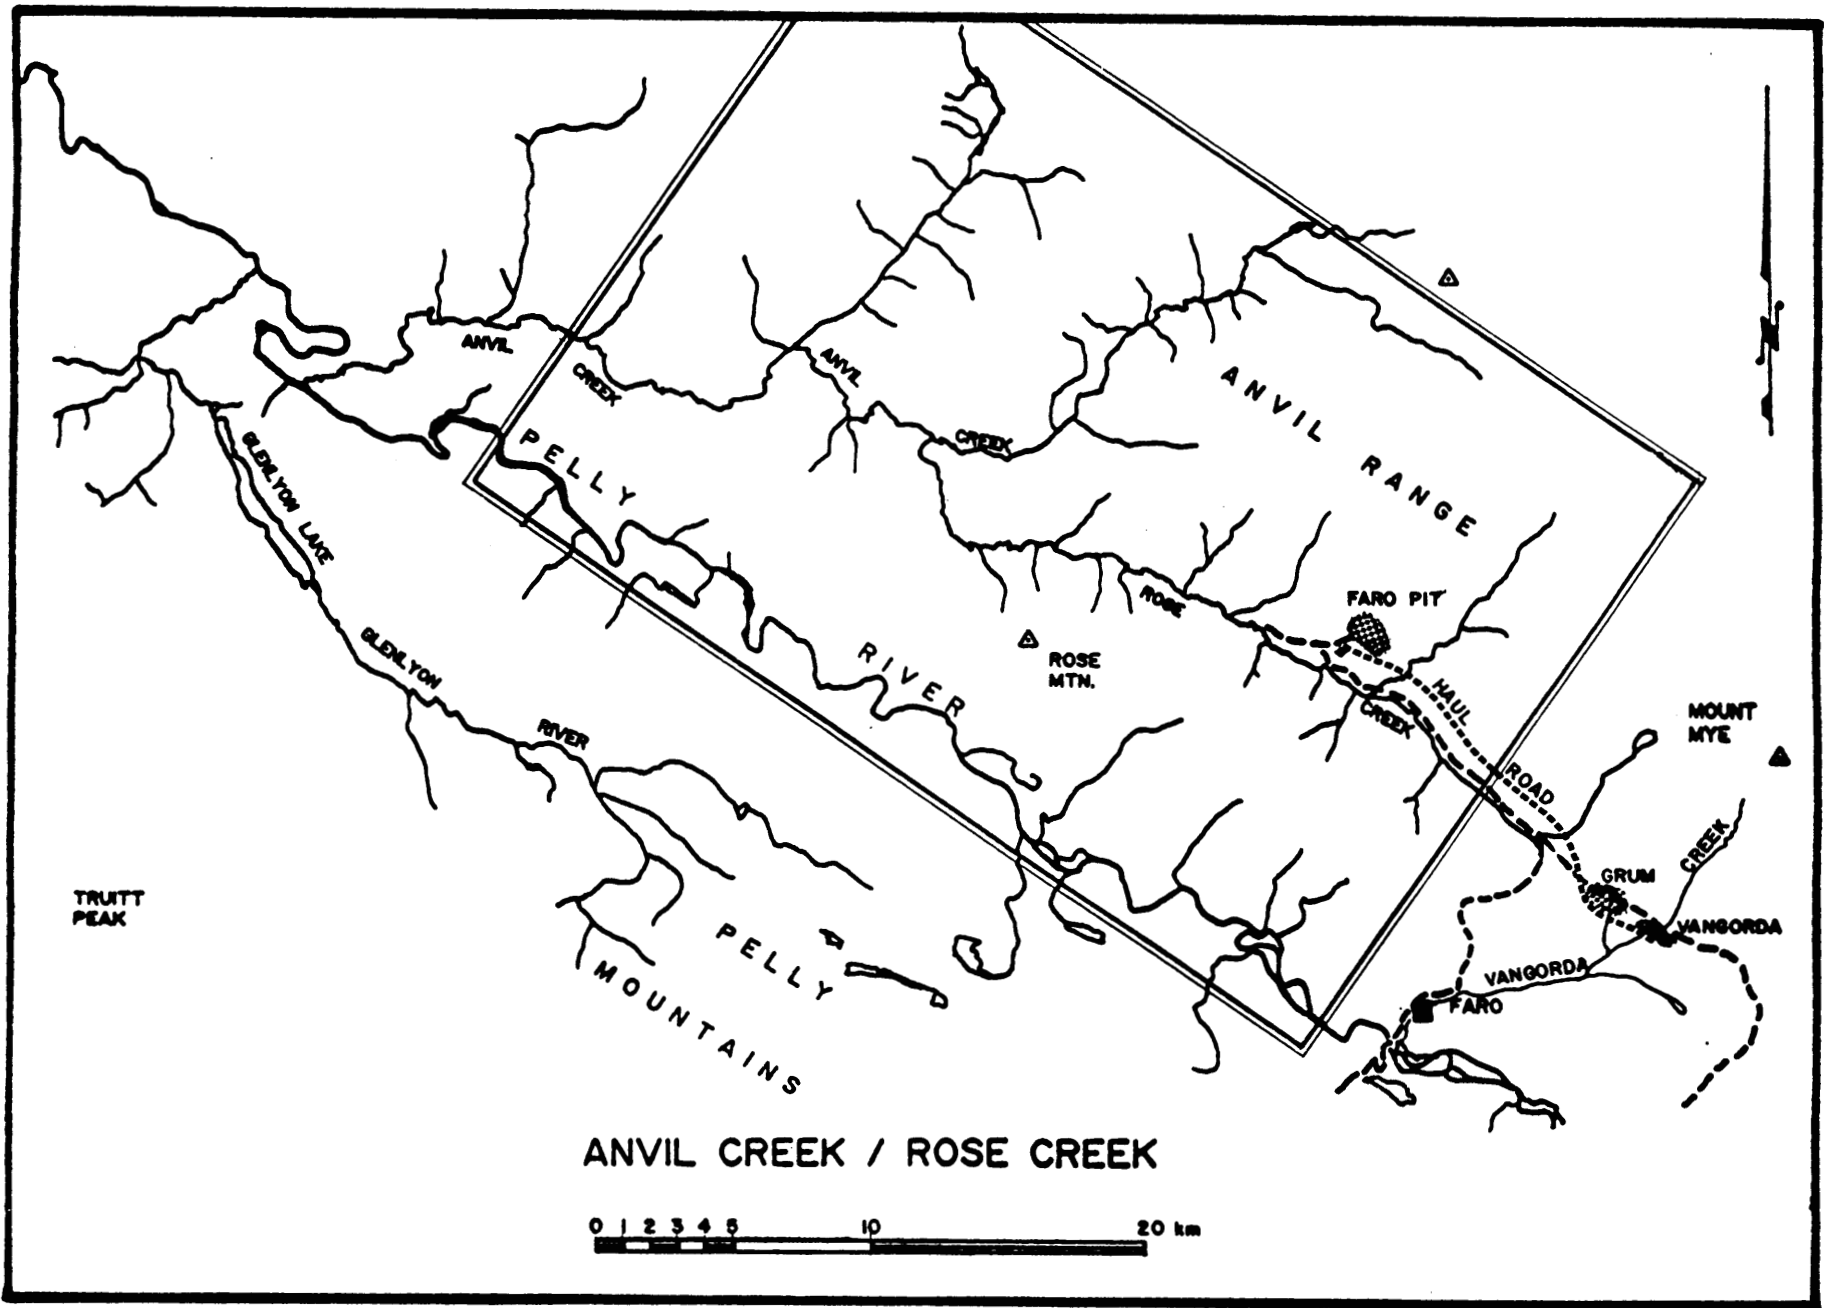 ANVIL
CREEK
ANVIL
CREEK
ANVIL RANGE
PELLY
RIVER
GLENLYON LAKE
GLENLYON
RIVER
ROSE
CREEK
FARO PIT
ROSE
MTN.
HAUL
ROAD
MOUNT
MYE
CREEK
GRUM
VANGORDA
VANGORDA
FARO
TRUITT
PEAK
PELLY
MOUNTAINS
ANVIL CREEK / ROSE CREEK
0 1 2 3 4 5 10 20 km